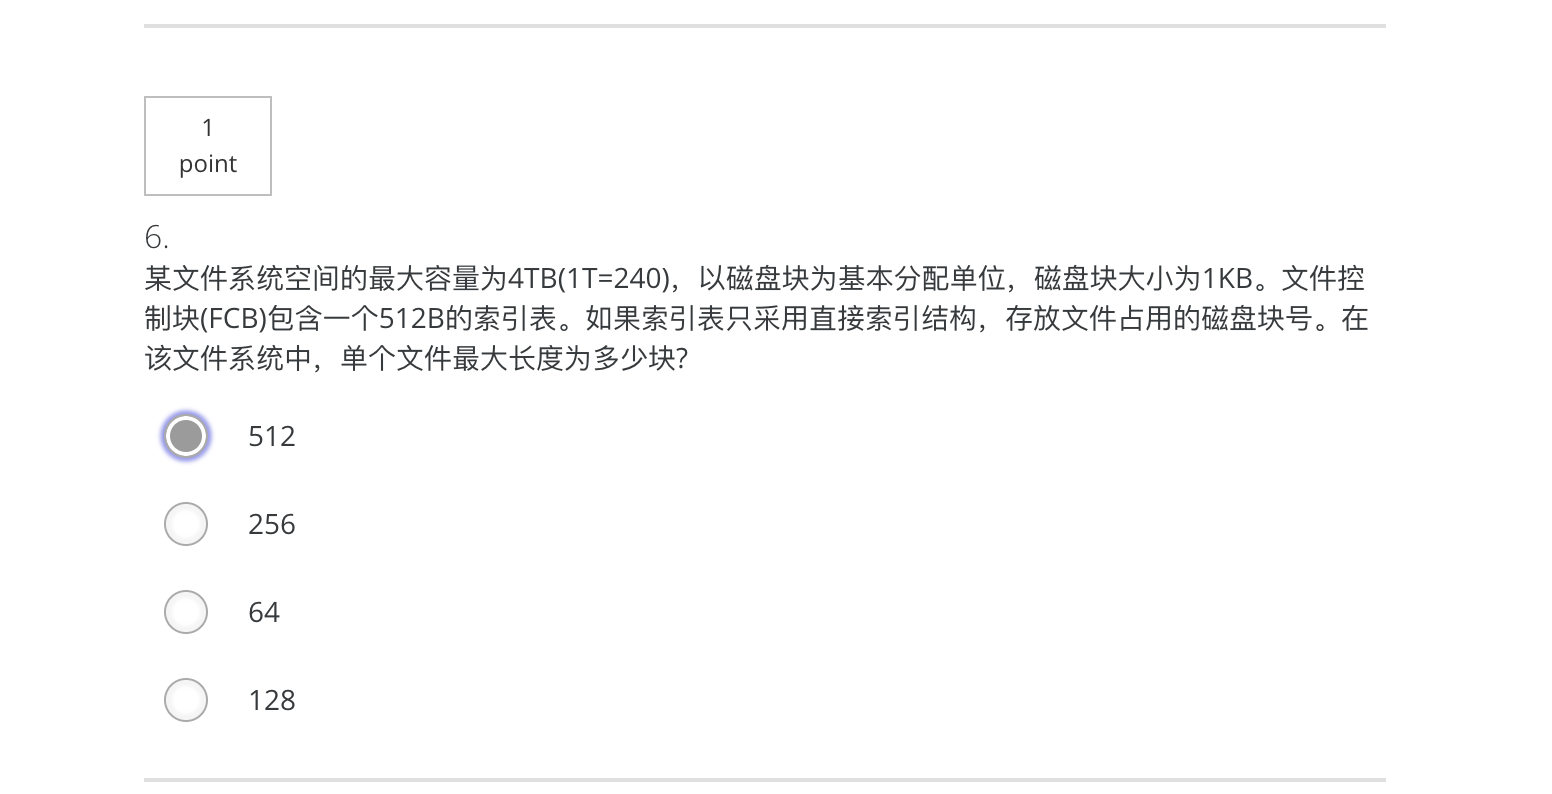 1
point
6.
某文件系统空间的最大容量为4TB(1T=240)，以磁盘块为基本分配单位，磁盘块大小为1KB。文件控
制块(FCB)包含一个512B的索引表。如果索引表只采用直接索引结构，存放文件占用的磁盘块号。在
该文件系统中，单个文件最大长度为多少块?
512
256
64
128